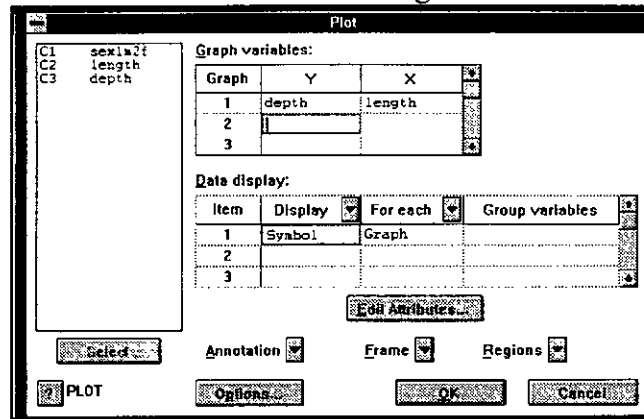 Plot
C1 sex1m2f
C2 length
C3 depth
Graph variables:
Graph Y X
1 depth length
2
3
Data display:
Item Display For each Group variables
1 Symbol Graph
2
3
Edit Attributes...
Select Annotation Frame Regions
? PLOT Options... OK Cancel